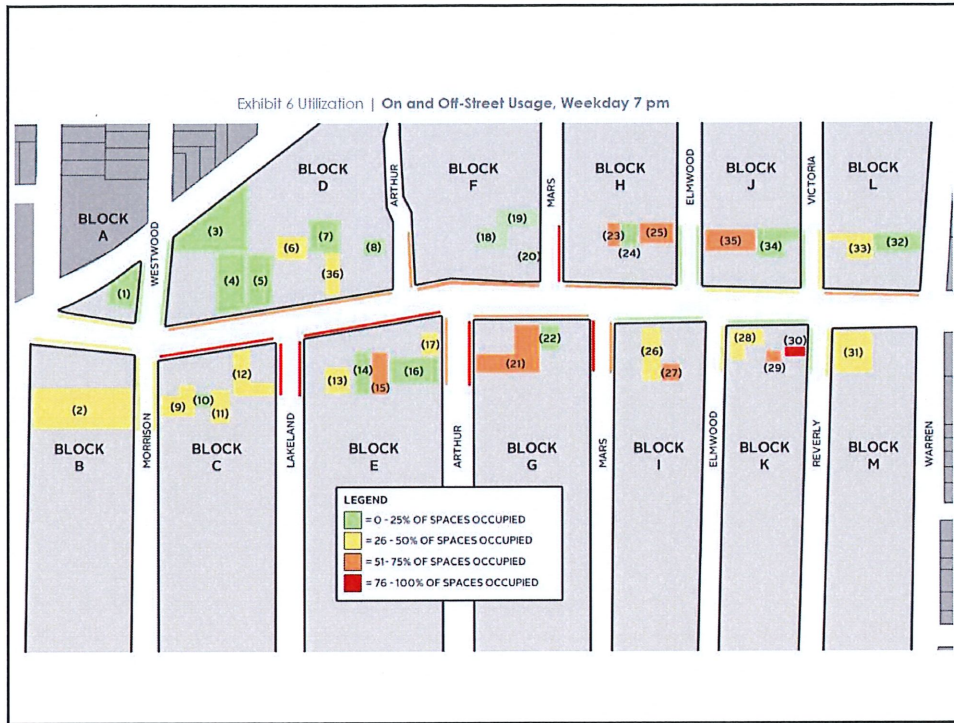 Exhibit 6 Utilization | On and Off-Street Usage, Weekday 7 pm
BLOCK
A
WESTWOOD
BLOCK
D
ARTHUR
BLOCK
F
MARS
BLOCK
H
ELMWOOD
BLOCK
J
VICTORIA
BLOCK
L
(1)
(3)
(4)
(5)
(6)
(7)
(36)
(8)
(18)
(19)
(20)
(23)
(24)
(25)
(35)
(34)
(33)
(32)
(2)
(9)
(10)
(11)
(12)
(13)
(14)
(15)
(16)
(17)
(21)
(22)
(26)
(27)
(28)
(29)
(30)
(31)
BLOCK
B
MORRISON
BLOCK
C
LAKELAND
BLOCK
E
ARTHUR
BLOCK
G
MARS
BLOCK
I
ELMWOOD
BLOCK
K
REVERLY
BLOCK
M
WARREN
LEGEND
= 0 - 25% OF SPACES OCCUPIED
= 26 - 50% OF SPACES OCCUPIED
= 51- 75% OF SPACES OCCUPIED
= 76 - 100% OF SPACES OCCUPIED